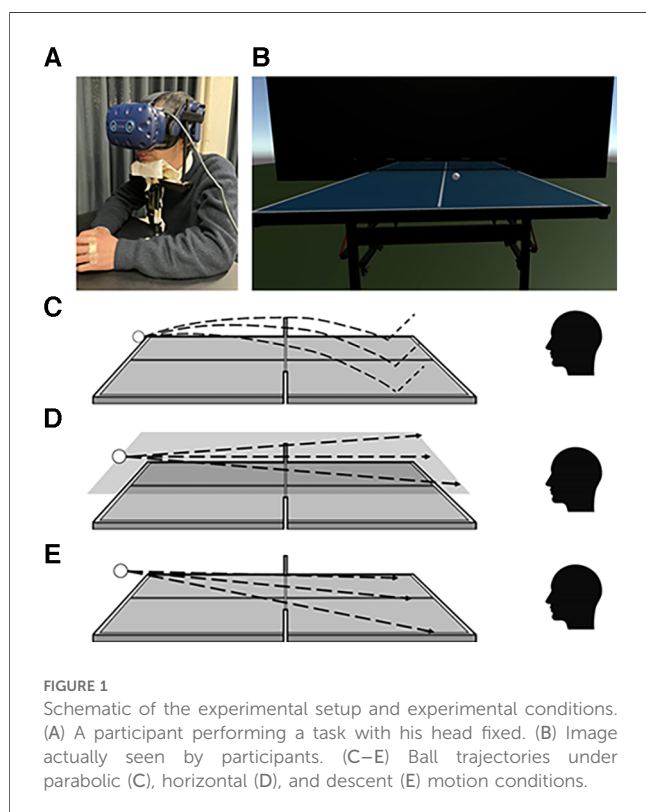 A
B
C
D
E
FIGURE 1
Schematic of the experimental setup and experimental conditions.
(A) A participant performing a task with his head fixed. (B) Image
actually seen by participants. (C–E) Ball trajectories under
parabolic (C), horizontal (D), and descent (E) motion conditions.